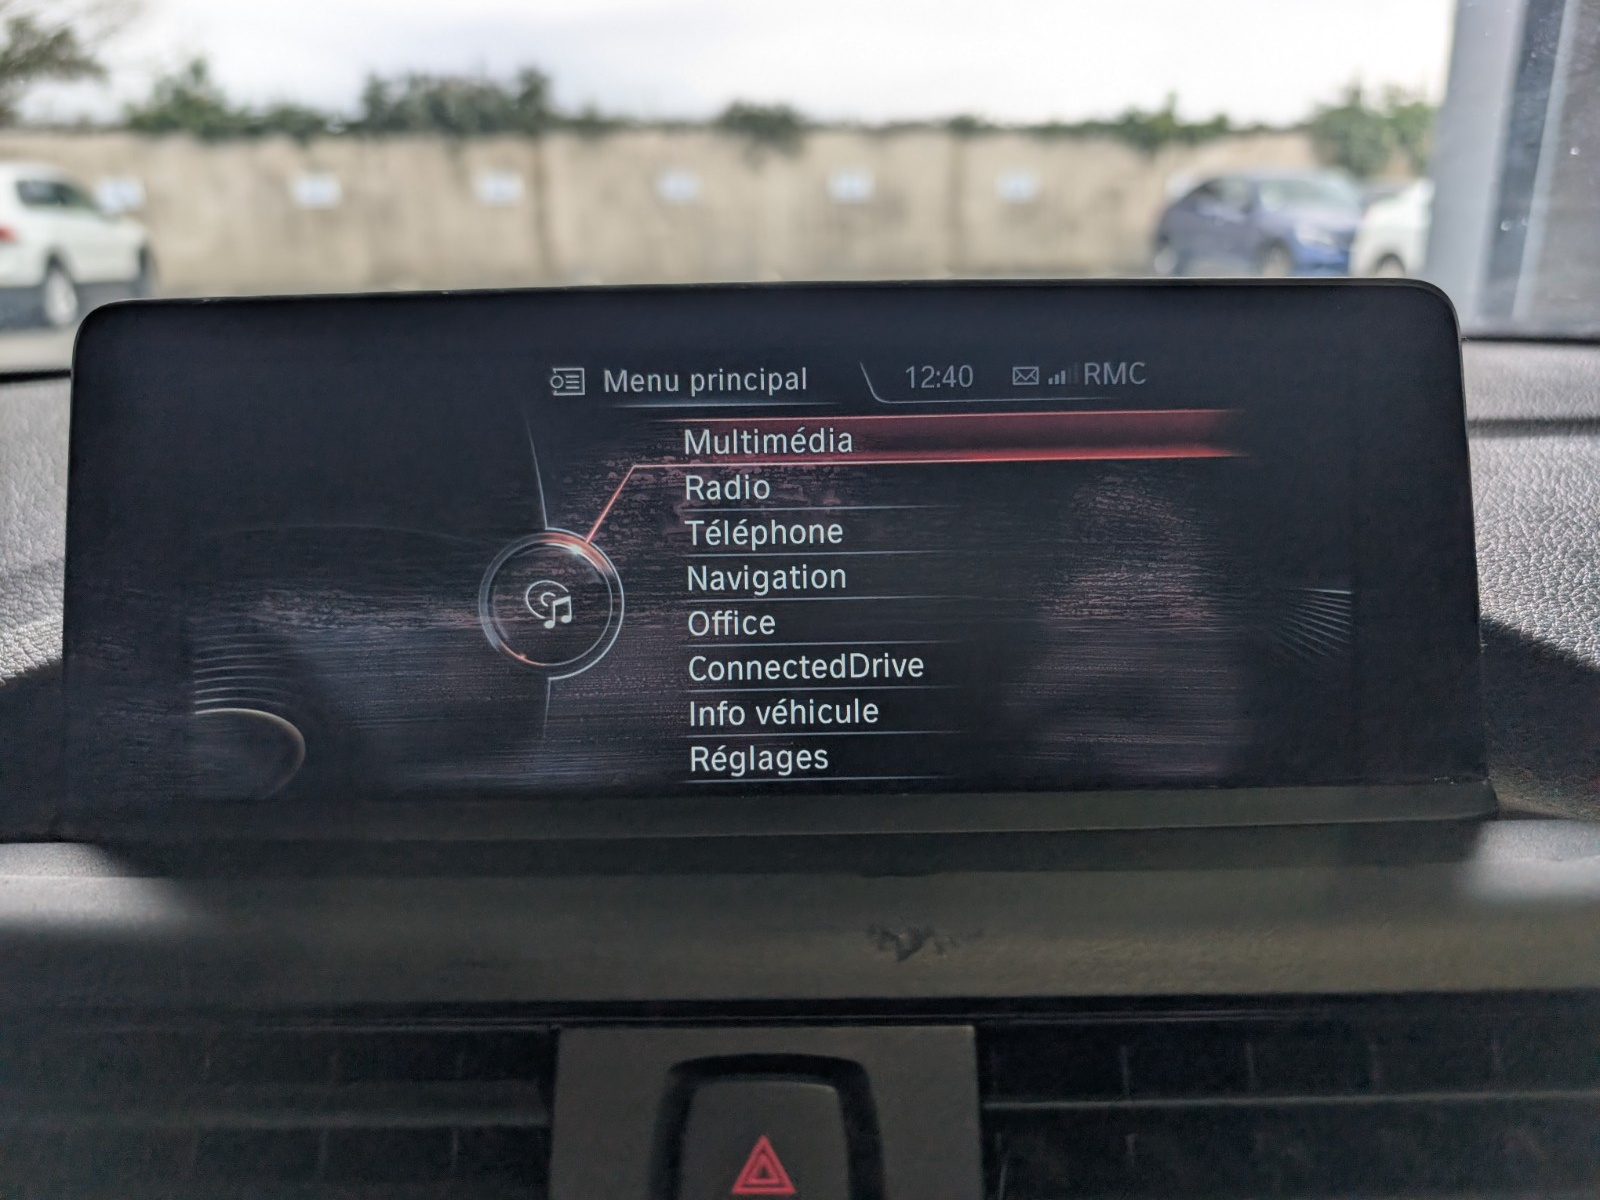 Menu principal 12:40 RMC
Multimédia
Radio
Téléphone
Navigation
Office
ConnectedDrive
Info véhicule
Réglages